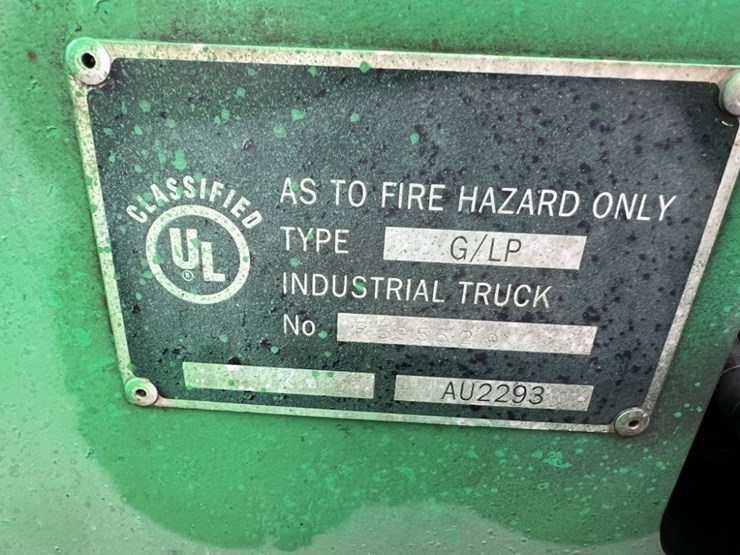 CLASSIFIED
UL
®
AS TO FIRE HAZARD ONLY
TYPE G/LP
INDUSTRIAL TRUCK
No
AU2293